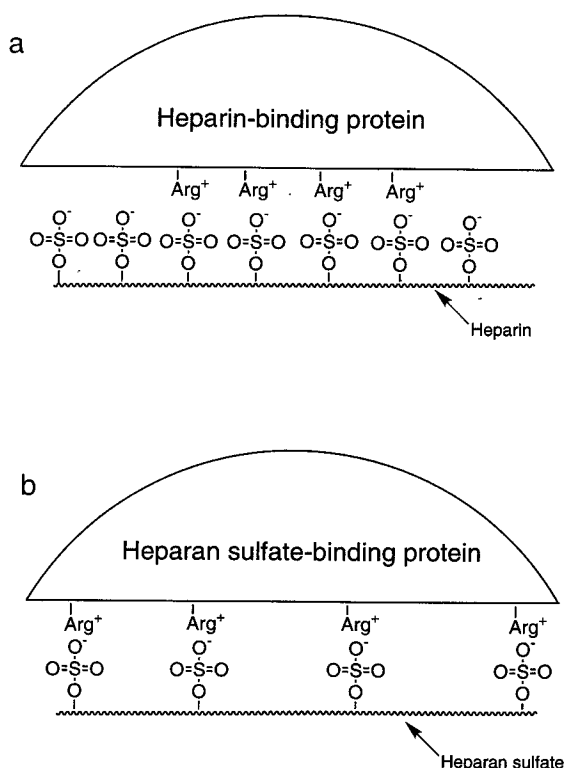 a
Heparin-binding protein
Arg+ Arg+ Arg+ Arg+
O- O- O- O- O- O- O-
O=S=O O=S=O O=S=O O=S=O O=S=O O=S=O O=S=O
O O O O O O O
Heparin
b
Heparan sulfate-binding protein
Arg+ Arg+ Arg+ Arg+
O- O- O- O-
O=S=O O=S=O O=S=O O=S=O
O O O O
Heparan sulfate